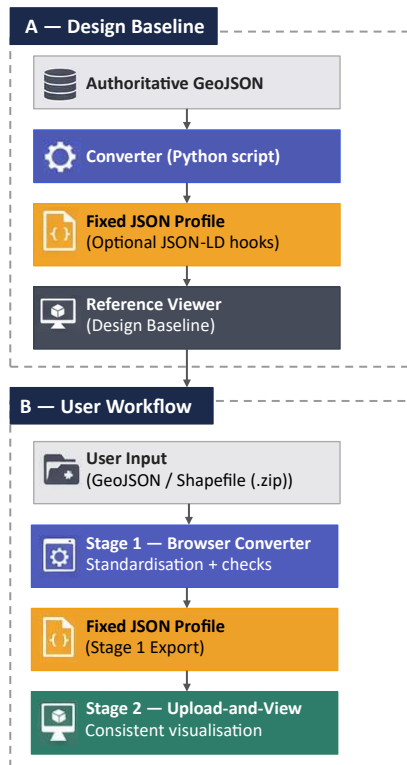 A — Design Baseline
Authoritative GeoJSON
Converter (Python script)
{ }
Fixed JSON Profile
(Optional JSON-LD hooks)
Reference Viewer
(Design Baseline)
B — User Workflow
User Input
(GeoJSON / Shapefile (.zip))
Stage 1 — Browser Converter
Standardisation + checks
{ }
Fixed JSON Profile
(Stage 1 Export)
Stage 2 — Upload-and-View
Consistent visualisation